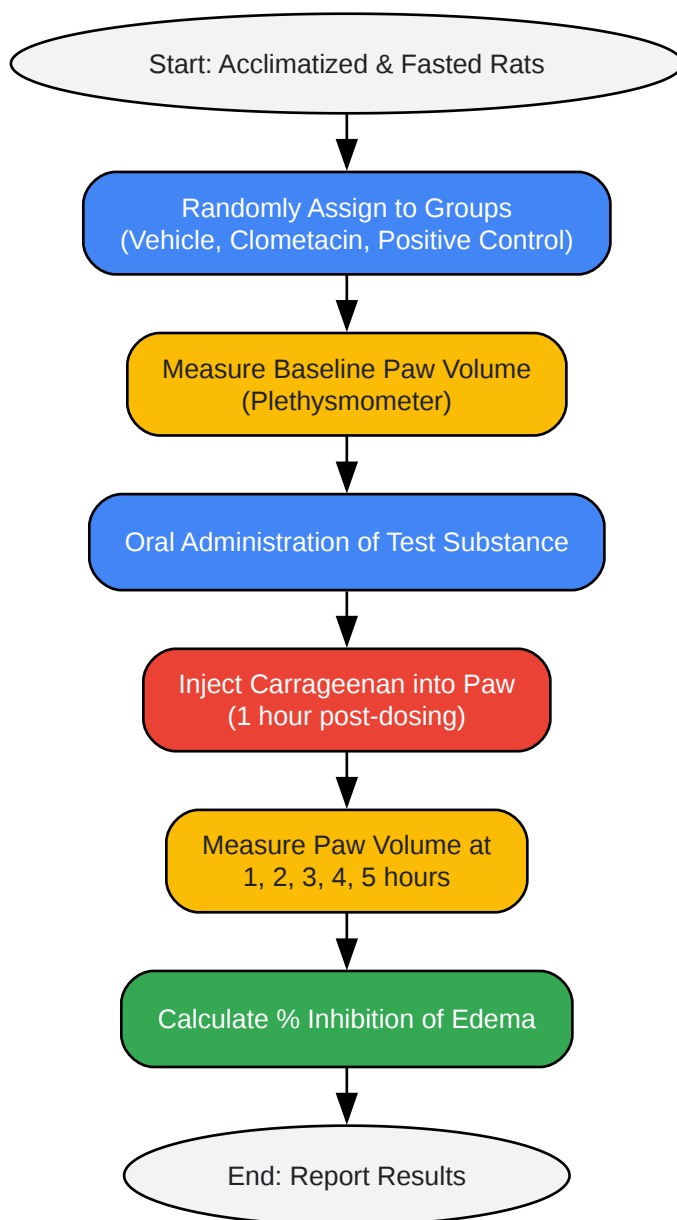 Start: Acclimatized & Fasted Rats
Randomly Assign to Groups
(Vehicle, Clometacin, Positive Control)
Measure Baseline Paw Volume
(Plethysmometer)
Oral Administration of Test Substance
Inject Carrageenan into Paw
(1 hour post-dosing)
Measure Paw Volume at
1, 2, 3, 4, 5 hours
Calculate % Inhibition of Edema
End: Report Results